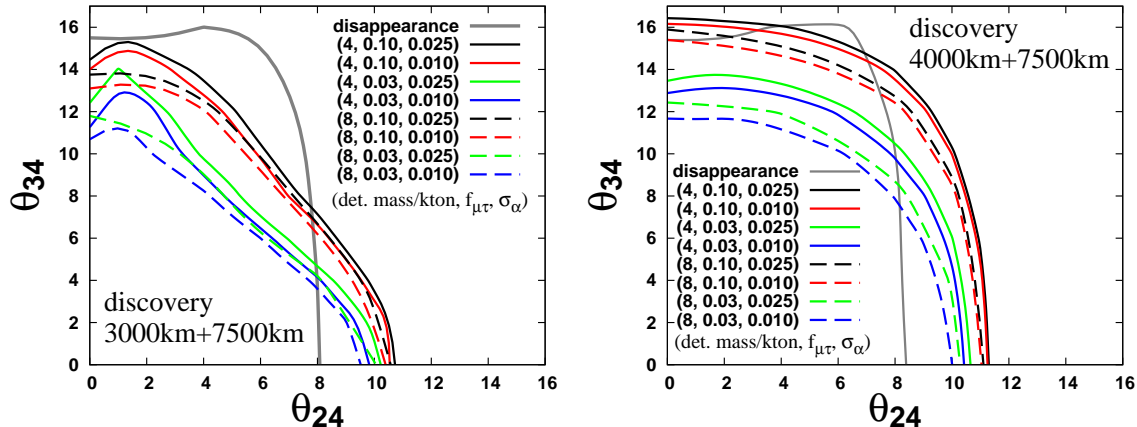 θ34
16
14
12
10
8
6
4
2
0
disappearance
(4, 0.10, 0.025)
(4, 0.10, 0.010)
(4, 0.03, 0.025)
(4, 0.03, 0.010)
(8, 0.10, 0.025)
(8, 0.10, 0.010)
(8, 0.03, 0.025)
(8, 0.03, 0.010)
(det. mass/kton, fμτ, σα)
discovery
3000km+7500km
0 2 4 6 8 10 12 14 16
θ24
θ34
16
14
12
10
8
6
4
2
0
discovery
4000km+7500km
disappearance
(4, 0.10, 0.025)
(4, 0.10, 0.010)
(4, 0.03, 0.025)
(4, 0.03, 0.010)
(8, 0.10, 0.025)
(8, 0.10, 0.010)
(8, 0.03, 0.025)
(8, 0.03, 0.010)
(det. mass/kton, fμτ, σα)
0 2 4 6 8 10 12 14 16
θ24